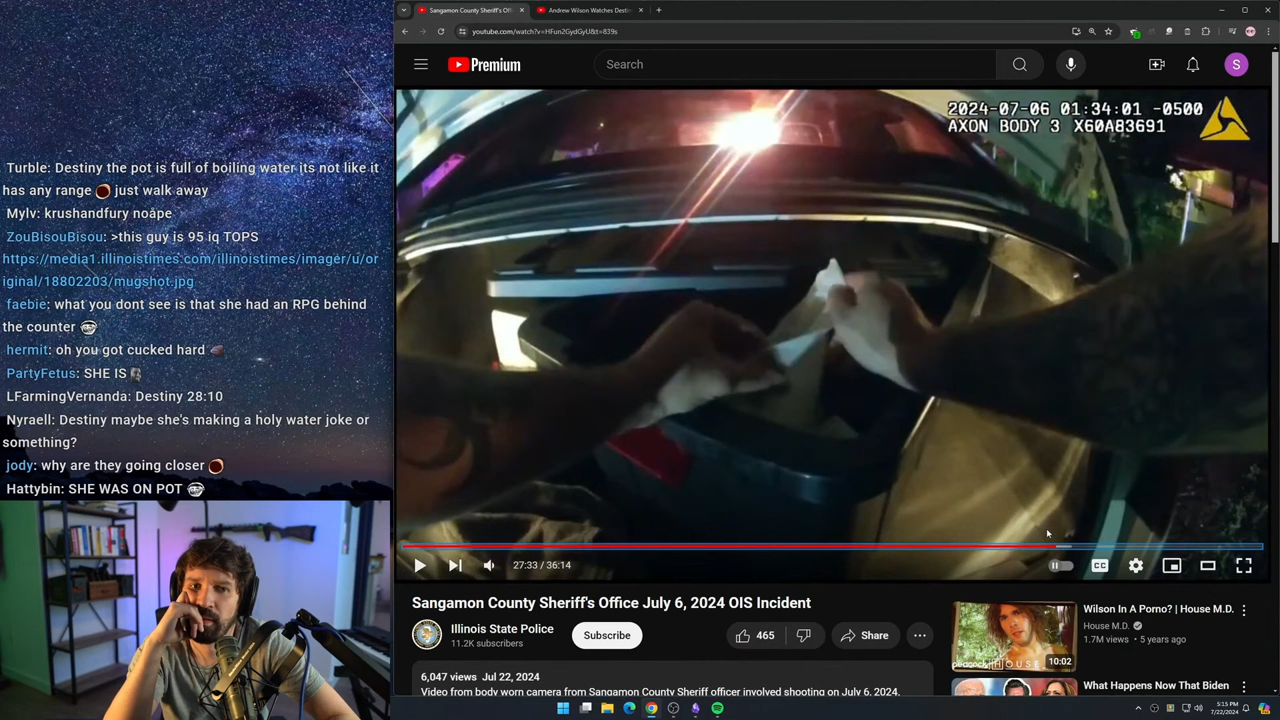 Sangamon County Sheriff's Of
Andrew Wilson Watches Desti
youtube.com/watch?v=HFun2GydGyU&t=839s
Premium
Search
S
2024-07-06 01:34:01 -0500
AXON BODY 3 X60A83691
Turble: Destiny the pot is full of boiling water its not like it
has any range just walk away
Mylv: krushandfury noape
ZouBisouBisou: >this guy is 95 iq TOPS
https://media1.illinoistimes.com/illinoistimes/imager/u/or
iginal/18802203/mugshot.jpg
faebie: what you dont see is that she had an RPG behind
the counter
hermit: oh you got cucked hard
PartyFetus: SHE IS
LFarmingVernanda: Destiny 28:10
Nyraell: Destiny maybe she's making a holy water joke or
something?
jody: why are they going closer
Hattybin: SHE WAS ON POT
27:33 / 36:14
CC
Sangamon County Sheriff's Office July 6, 2024 OIS Incident
Illinois State Police
11.2K subscribers
Subscribe
465
Share
6,047 views Jul 22, 2024
Video from body worn camera from Sangamon County Sheriff officer involved shooting on July 6, 2024.
Wilson In A Porno? | House M.D.
House M.D.
1.7M views • 5 years ago
peacock HOUSE
10:02
What Happens Now That Biden
5:15 PM
7/22/2024